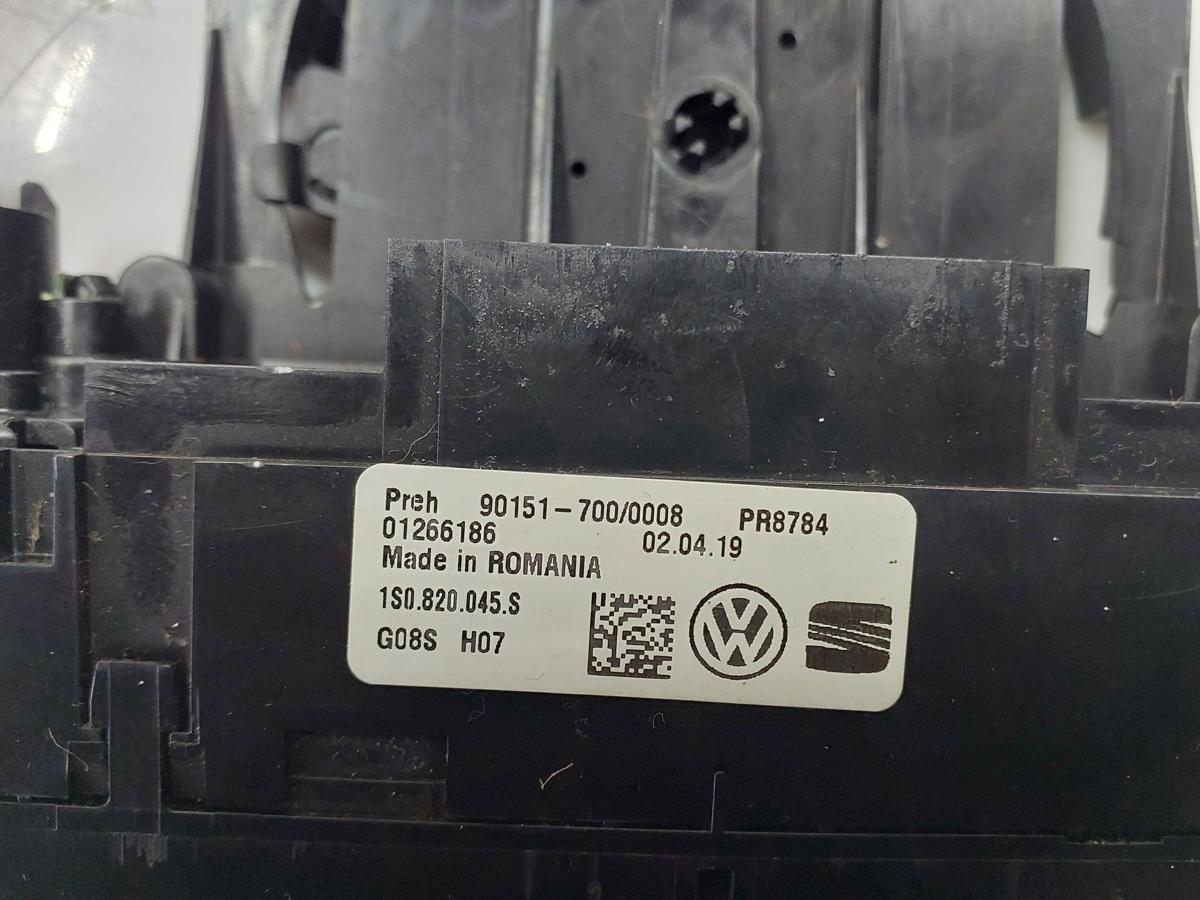 Preh 90151-700/0008 PR8784
01266186 02.04.19
Made in ROMANIA
1S0.820.045.S
G08S H07